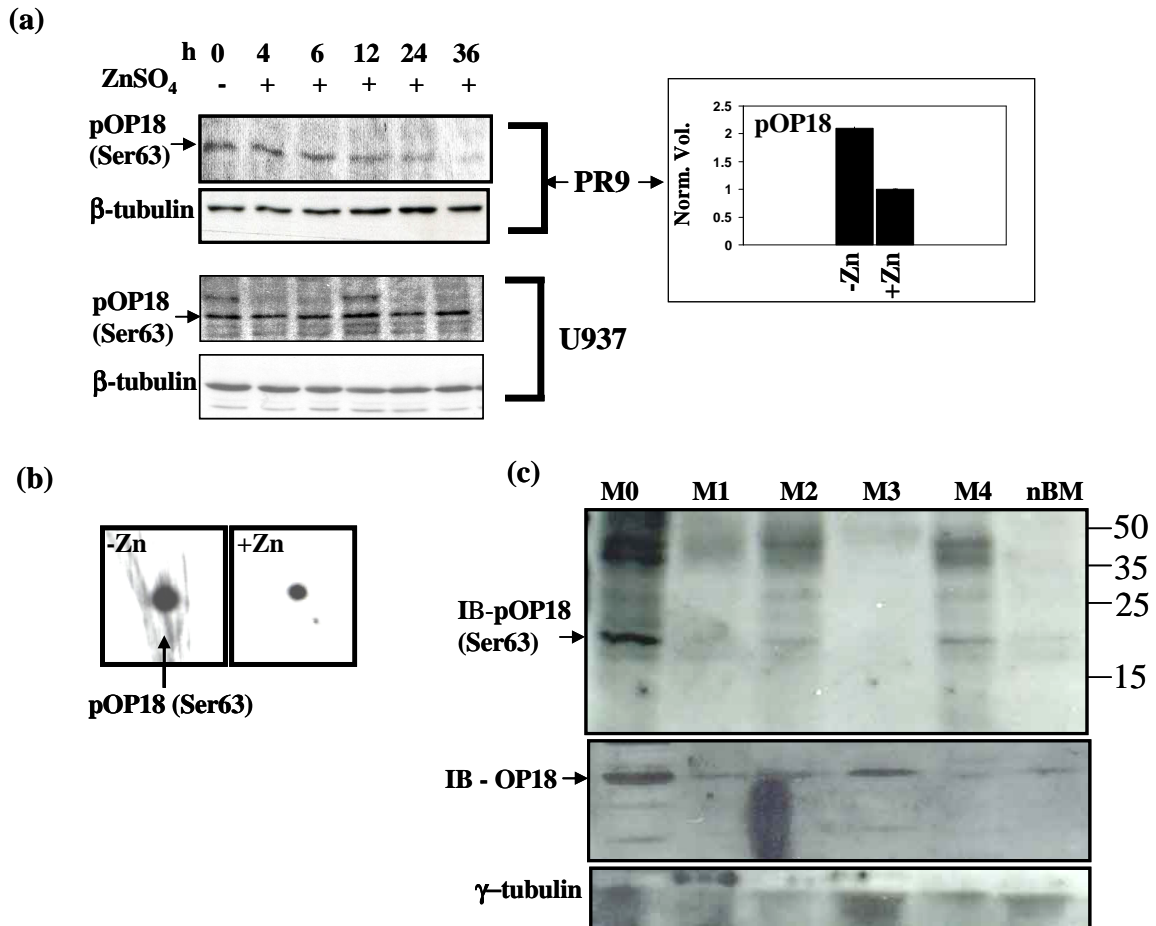 (a)
h 0 4 6 12 24 36
ZnSO4 - + + + + +
pOP18
(Ser63)
β-tubulin
PR9
pOP18
(Ser63)
β-tubulin
U937
pOP18
Norm. Vol.
2.5
2
1.5
1
0.5
0
-Zn
+Zn
(b)
-Zn
+Zn
pOP18 (Ser63)
(c)
M0 M1 M2 M3 M4 nBM
50
35
25
15
IB-pOP18
(Ser63)
IB - OP18
γ-tubulin